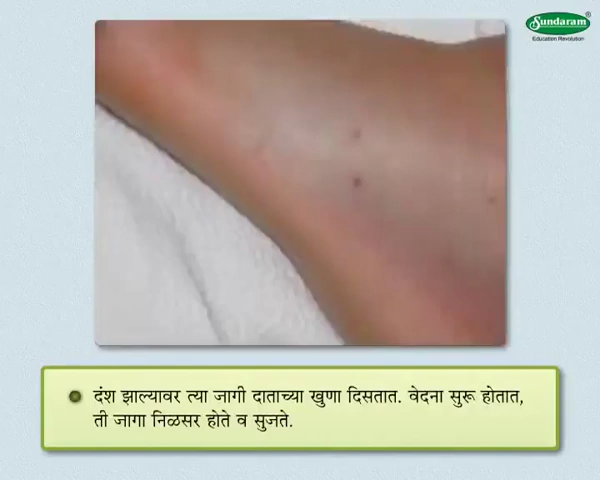 Sundaram®
Education Revolution
दंश झाल्यावर त्या जागी दाताच्या खुणा दिसतात. वेदना सुरू होतात,
ती जागा निळसर होते व सुजते.